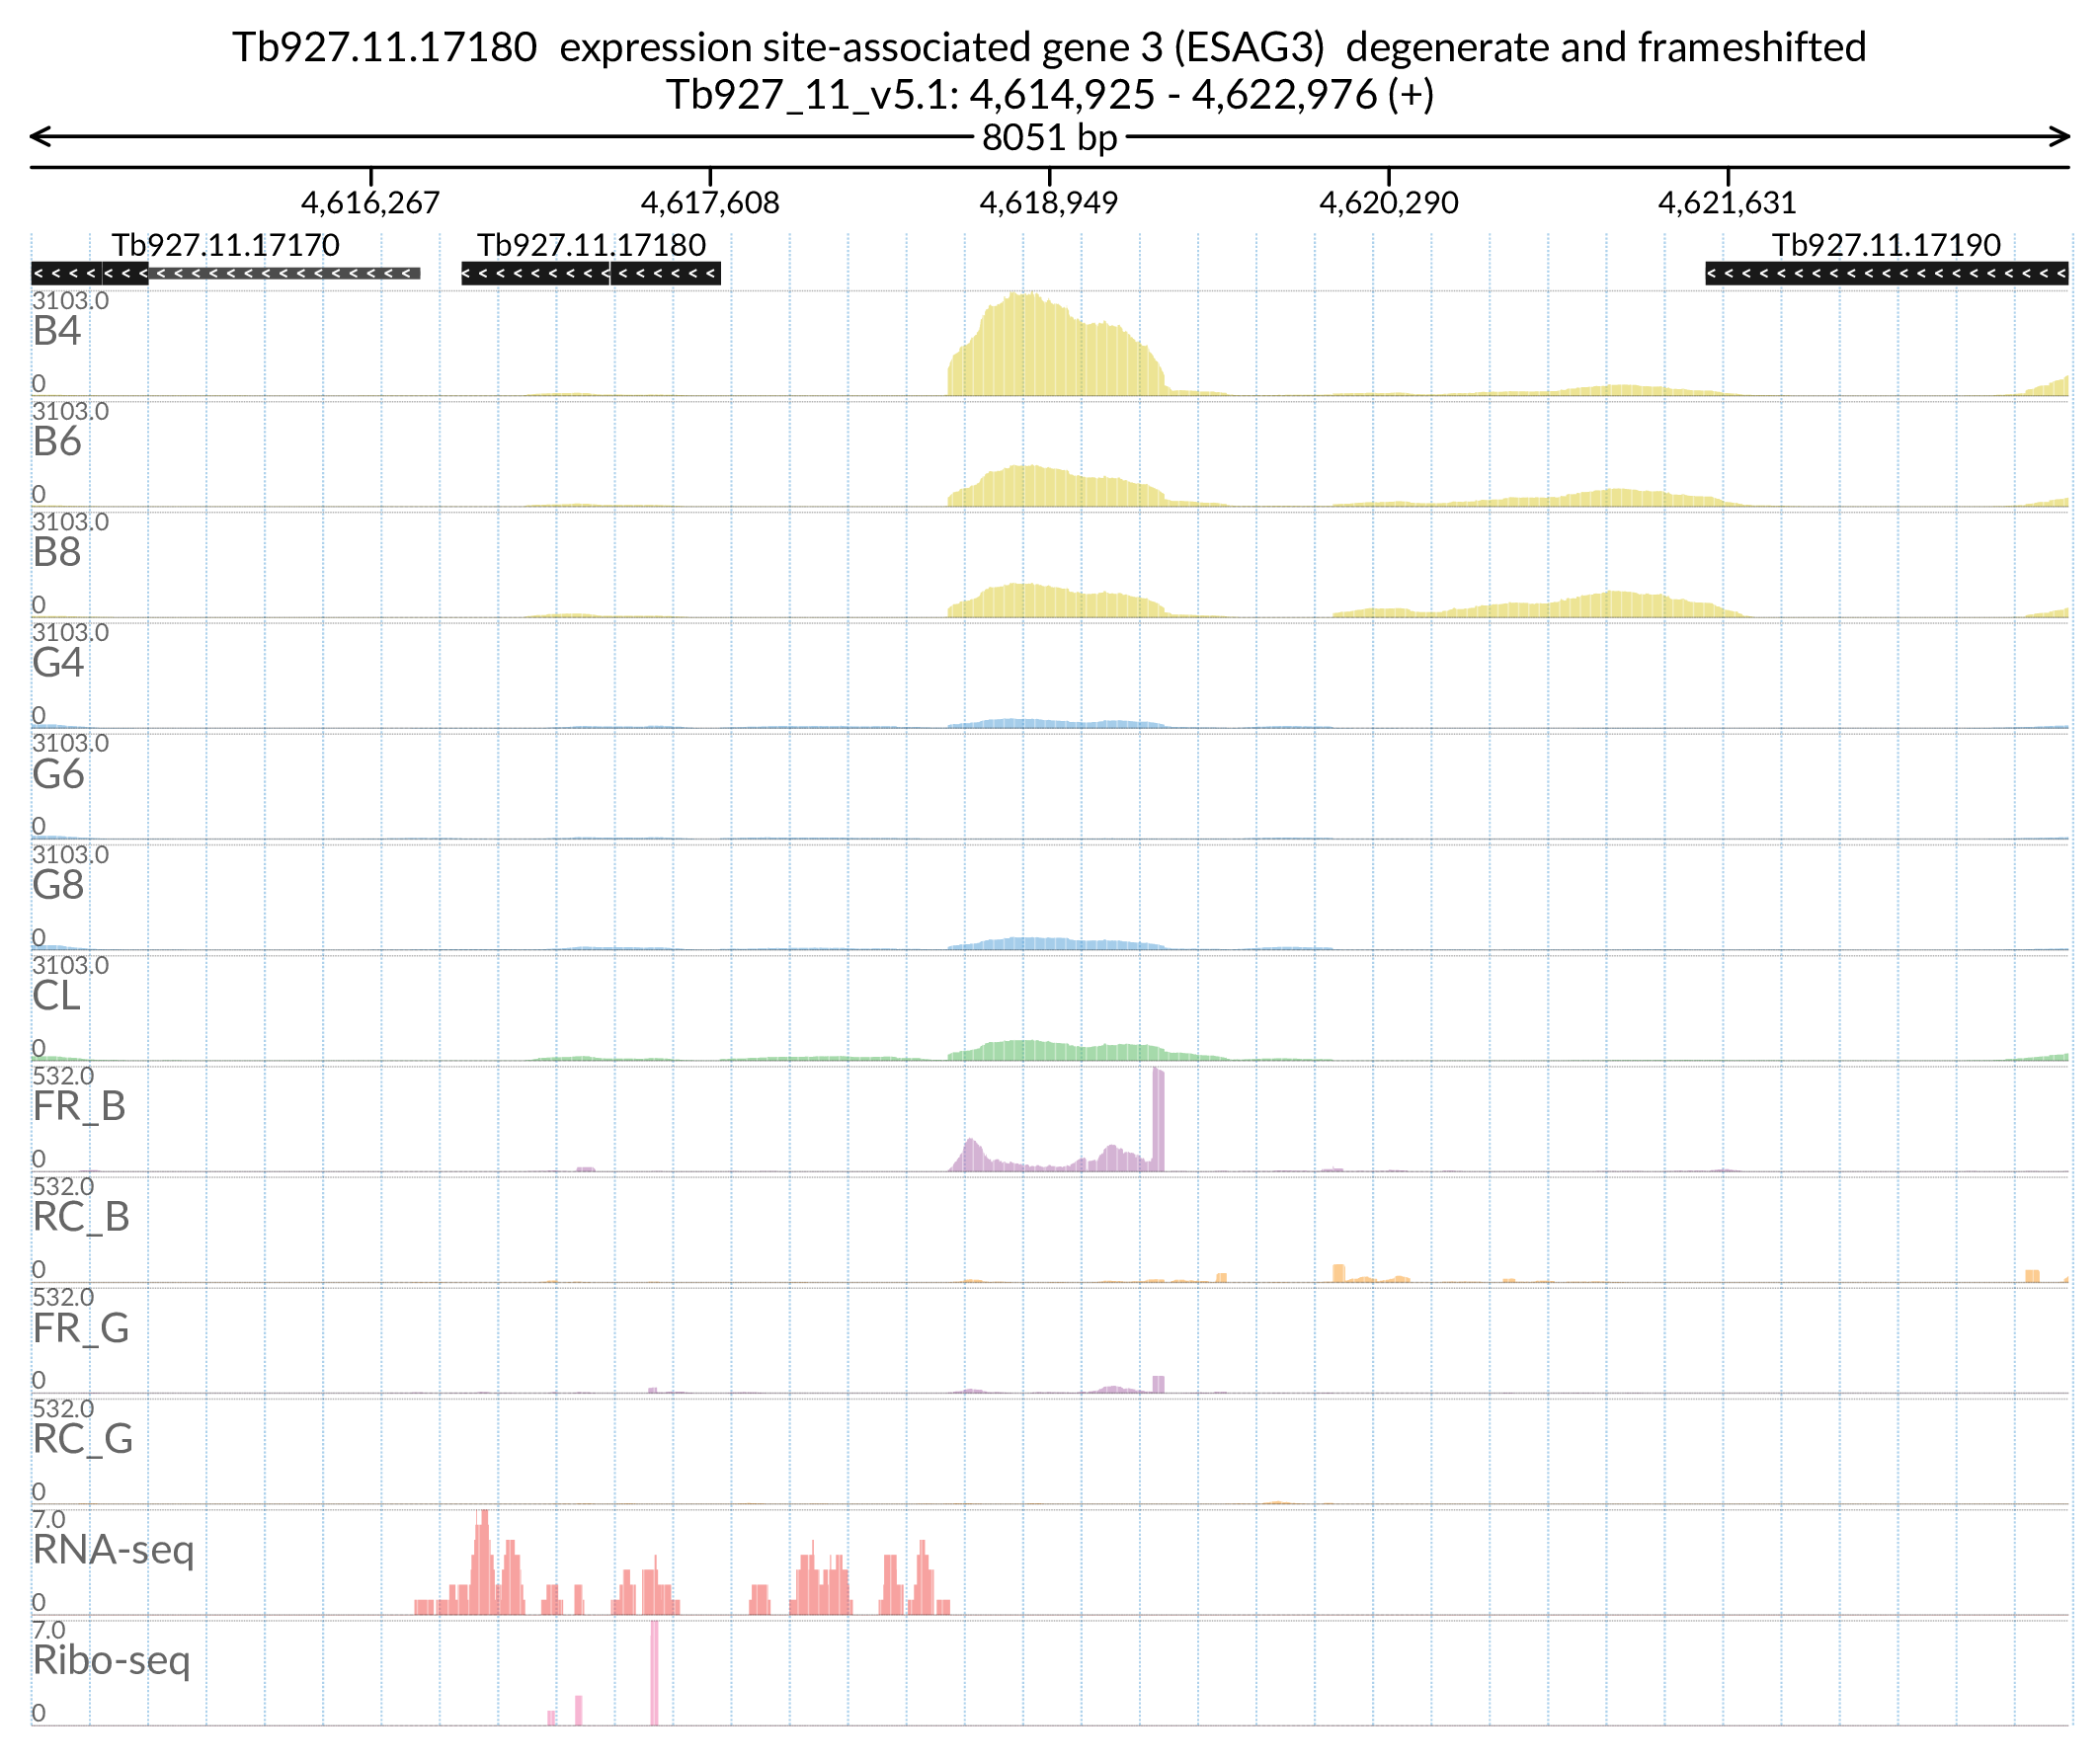 Tb927.11.17180 expression site-associated gene 3 (ESAG3) degenerate and frameshifted
Tb927_11_v5.1: 4,614,925 - 4,622,976 (+)
8051 bp
4,616,267 4,617,608 4,618,949 4,620,290 4,621,631
Tb927.11.17170 Tb927.11.17180 Tb927.11.17190
3103.0
B4
0
3103.0
B6
0
3103.0
B8
0
3103.0
G4
0
3103.0
G6
0
3103.0
G8
0
3103.0
CL
0
532.0
FR_B
0
532.0
RC_B
0
532.0
FR_G
0
532.0
RC_G
0
7.0
RNA-seq
0
7.0
Ribo-seq
0